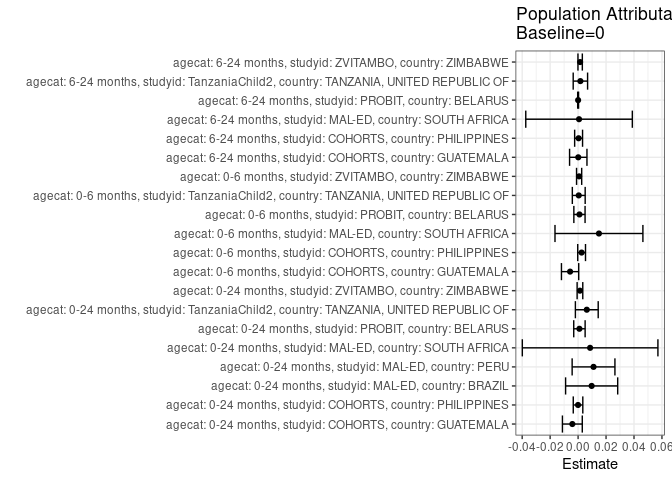 Population Attributa
Baseline=0
agecat: 6-24 months, studyid: ZVITAMBO, country: ZIMBABWE
agecat: 6-24 months, studyid: TanzaniaChild2, country: TANZANIA, UNITED REPUBLIC OF
agecat: 6-24 months, studyid: PROBIT, country: BELARUS
agecat: 6-24 months, studyid: MAL-ED, country: SOUTH AFRICA
agecat: 6-24 months, studyid: COHORTS, country: PHILIPPINES
agecat: 6-24 months, studyid: COHORTS, country: GUATEMALA
agecat: 0-6 months, studyid: ZVITAMBO, country: ZIMBABWE
agecat: 0-6 months, studyid: TanzaniaChild2, country: TANZANIA, UNITED REPUBLIC OF
agecat: 0-6 months, studyid: PROBIT, country: BELARUS
agecat: 0-6 months, studyid: MAL-ED, country: SOUTH AFRICA
agecat: 0-6 months, studyid: COHORTS, country: PHILIPPINES
agecat: 0-6 months, studyid: COHORTS, country: GUATEMALA
agecat: 0-24 months, studyid: ZVITAMBO, country: ZIMBABWE
agecat: 0-24 months, studyid: TanzaniaChild2, country: TANZANIA, UNITED REPUBLIC OF
agecat: 0-24 months, studyid: PROBIT, country: BELARUS
agecat: 0-24 months, studyid: MAL-ED, country: SOUTH AFRICA
agecat: 0-24 months, studyid: MAL-ED, country: PERU
agecat: 0-24 months, studyid: MAL-ED, country: BRAZIL
agecat: 0-24 months, studyid: COHORTS, country: PHILIPPINES
agecat: 0-24 months, studyid: COHORTS, country: GUATEMALA
-0.04 -0.02 0.00 0.02 0.04 0.06
Estimate